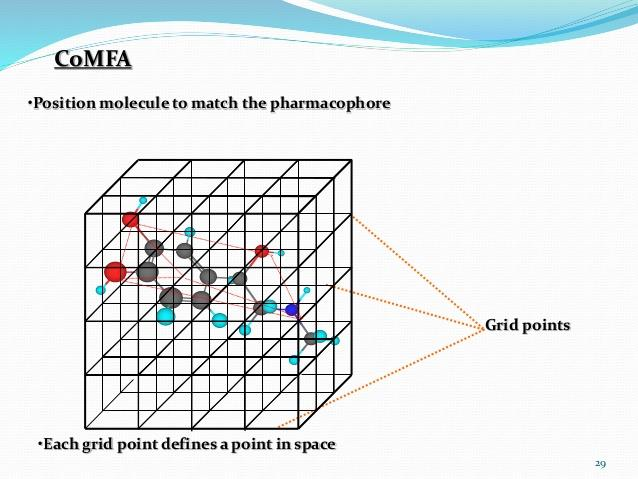 CoMFA
•Position molecule to match the pharmacophore
Grid points
•Each grid point defines a point in space
29